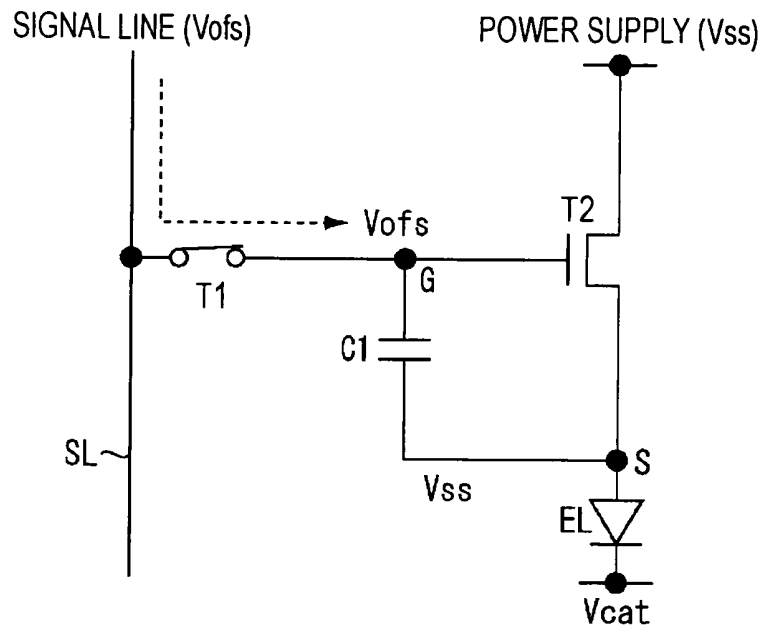 SIGNAL LINE (Vofs)
POWER SUPPLY (Vss)
Vofs
T2
T1
G
C1
SL
Vss
S
EL
Vcat